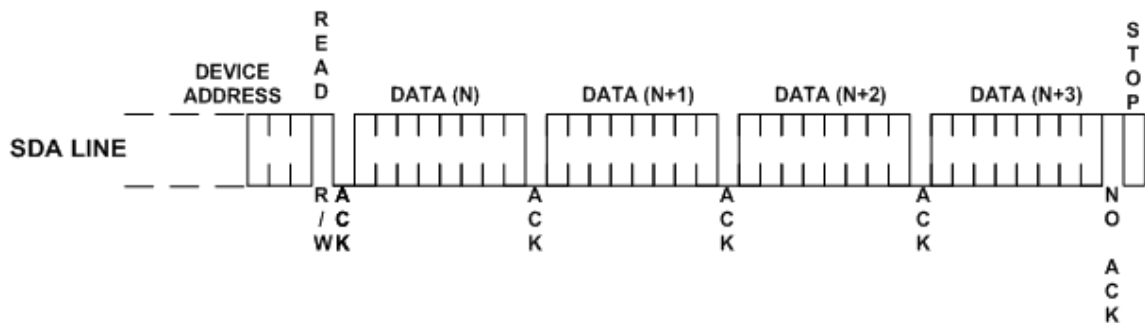 READ
STOP
DEVICE
ADDRESS
DATA (N)
DATA (N+1)
DATA (N+2)
DATA (N+3)
SDA LINE
R/W
ACK
ACK
ACK
ACK
NO ACK